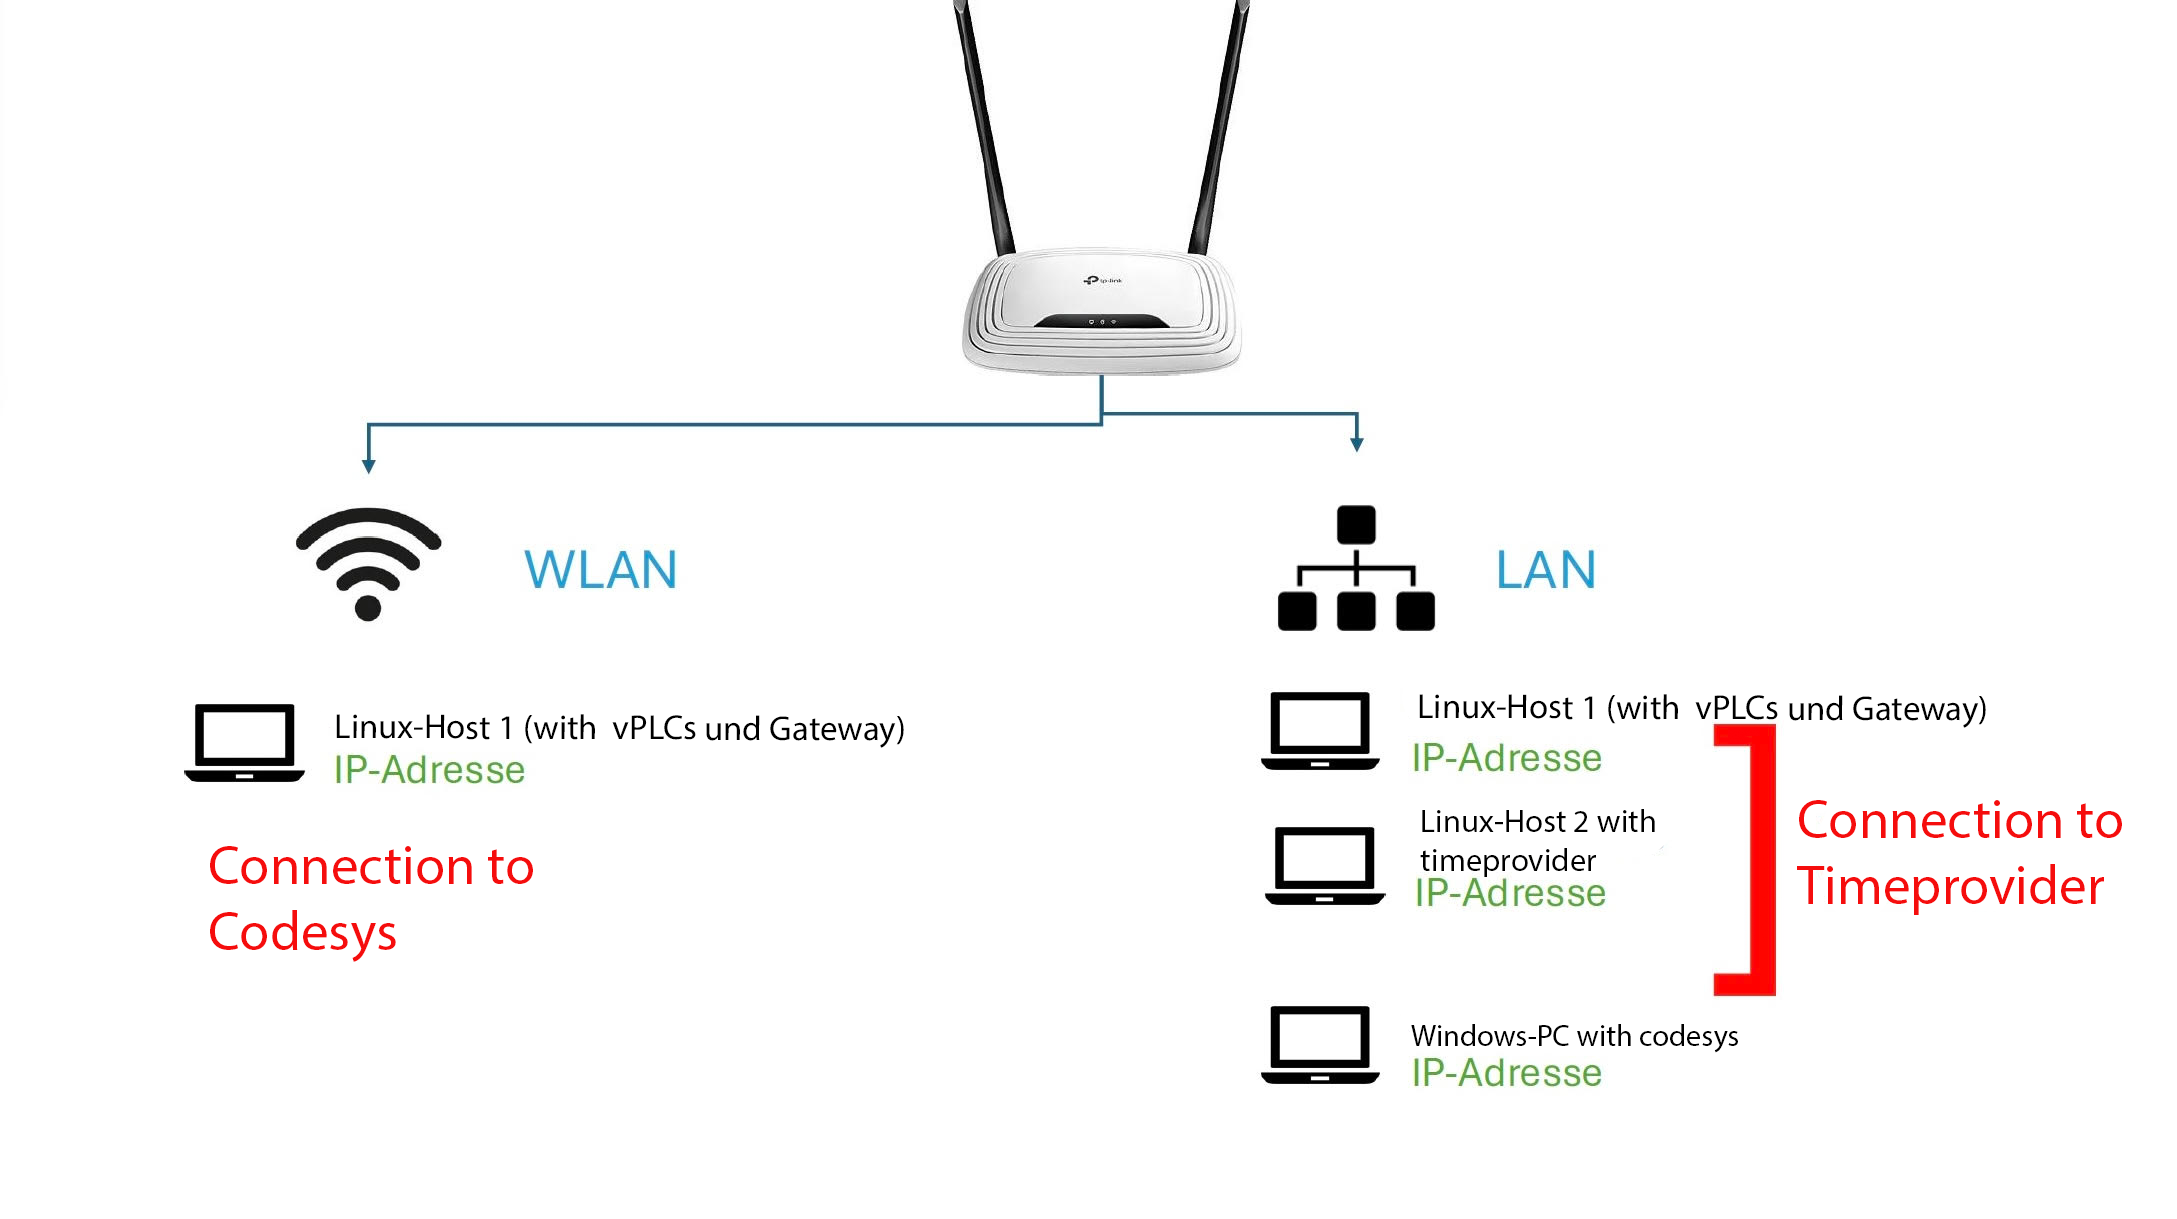 tp-link
WLAN
LAN
Linux-Host 1 (with vPLCs und Gateway)
IP-Adresse
Connection to
Codesys
Linux-Host 1 (with vPLCs und Gateway)
IP-Adresse
Linux-Host 2 with
timeprovider
IP-Adresse
Connection to
Timeprovider
Windows-PC with codesys
IP-Adresse